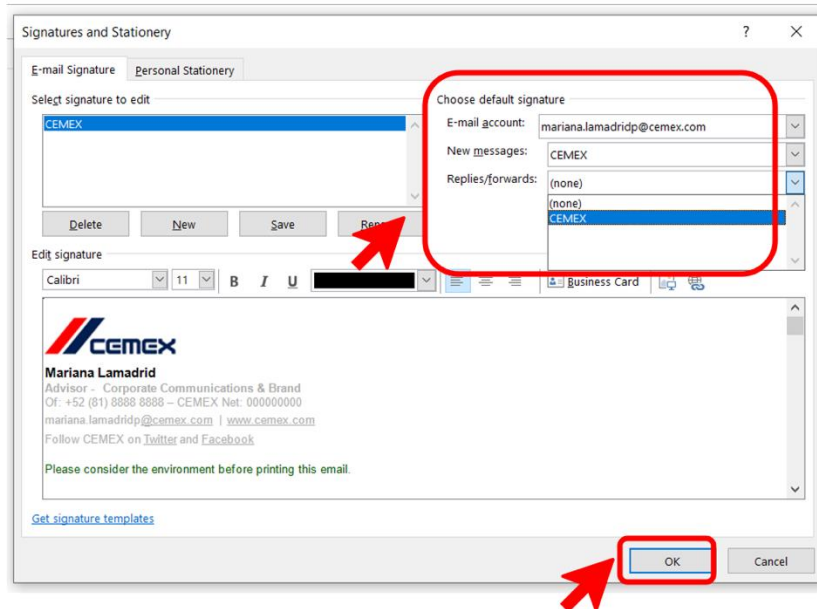 Signatures and Stationery ?
E-mail Signature Personal Stationery
Select signature to edit
CEMEX
Delete New Save
Choose default signature
E-mail account: mariana.lamadridp@cemex.com
New messages: CEMEX
Replies/forwards: (none)
(none)
CEMEX
Edit signature
Calibri 11 B I U Business Card
CEMEX
Mariana Lamadrid
Advisor - Corporate Communications & Brand
Of: +52 (81) 8888 8888 – CEMEX Net: 000000000
mariana.lamadridp@cemex.com | www.cemex.com
Follow CEMEX on Twitter and Facebook
Please consider the environment before printing this email.
Get signature templates
OK Cancel